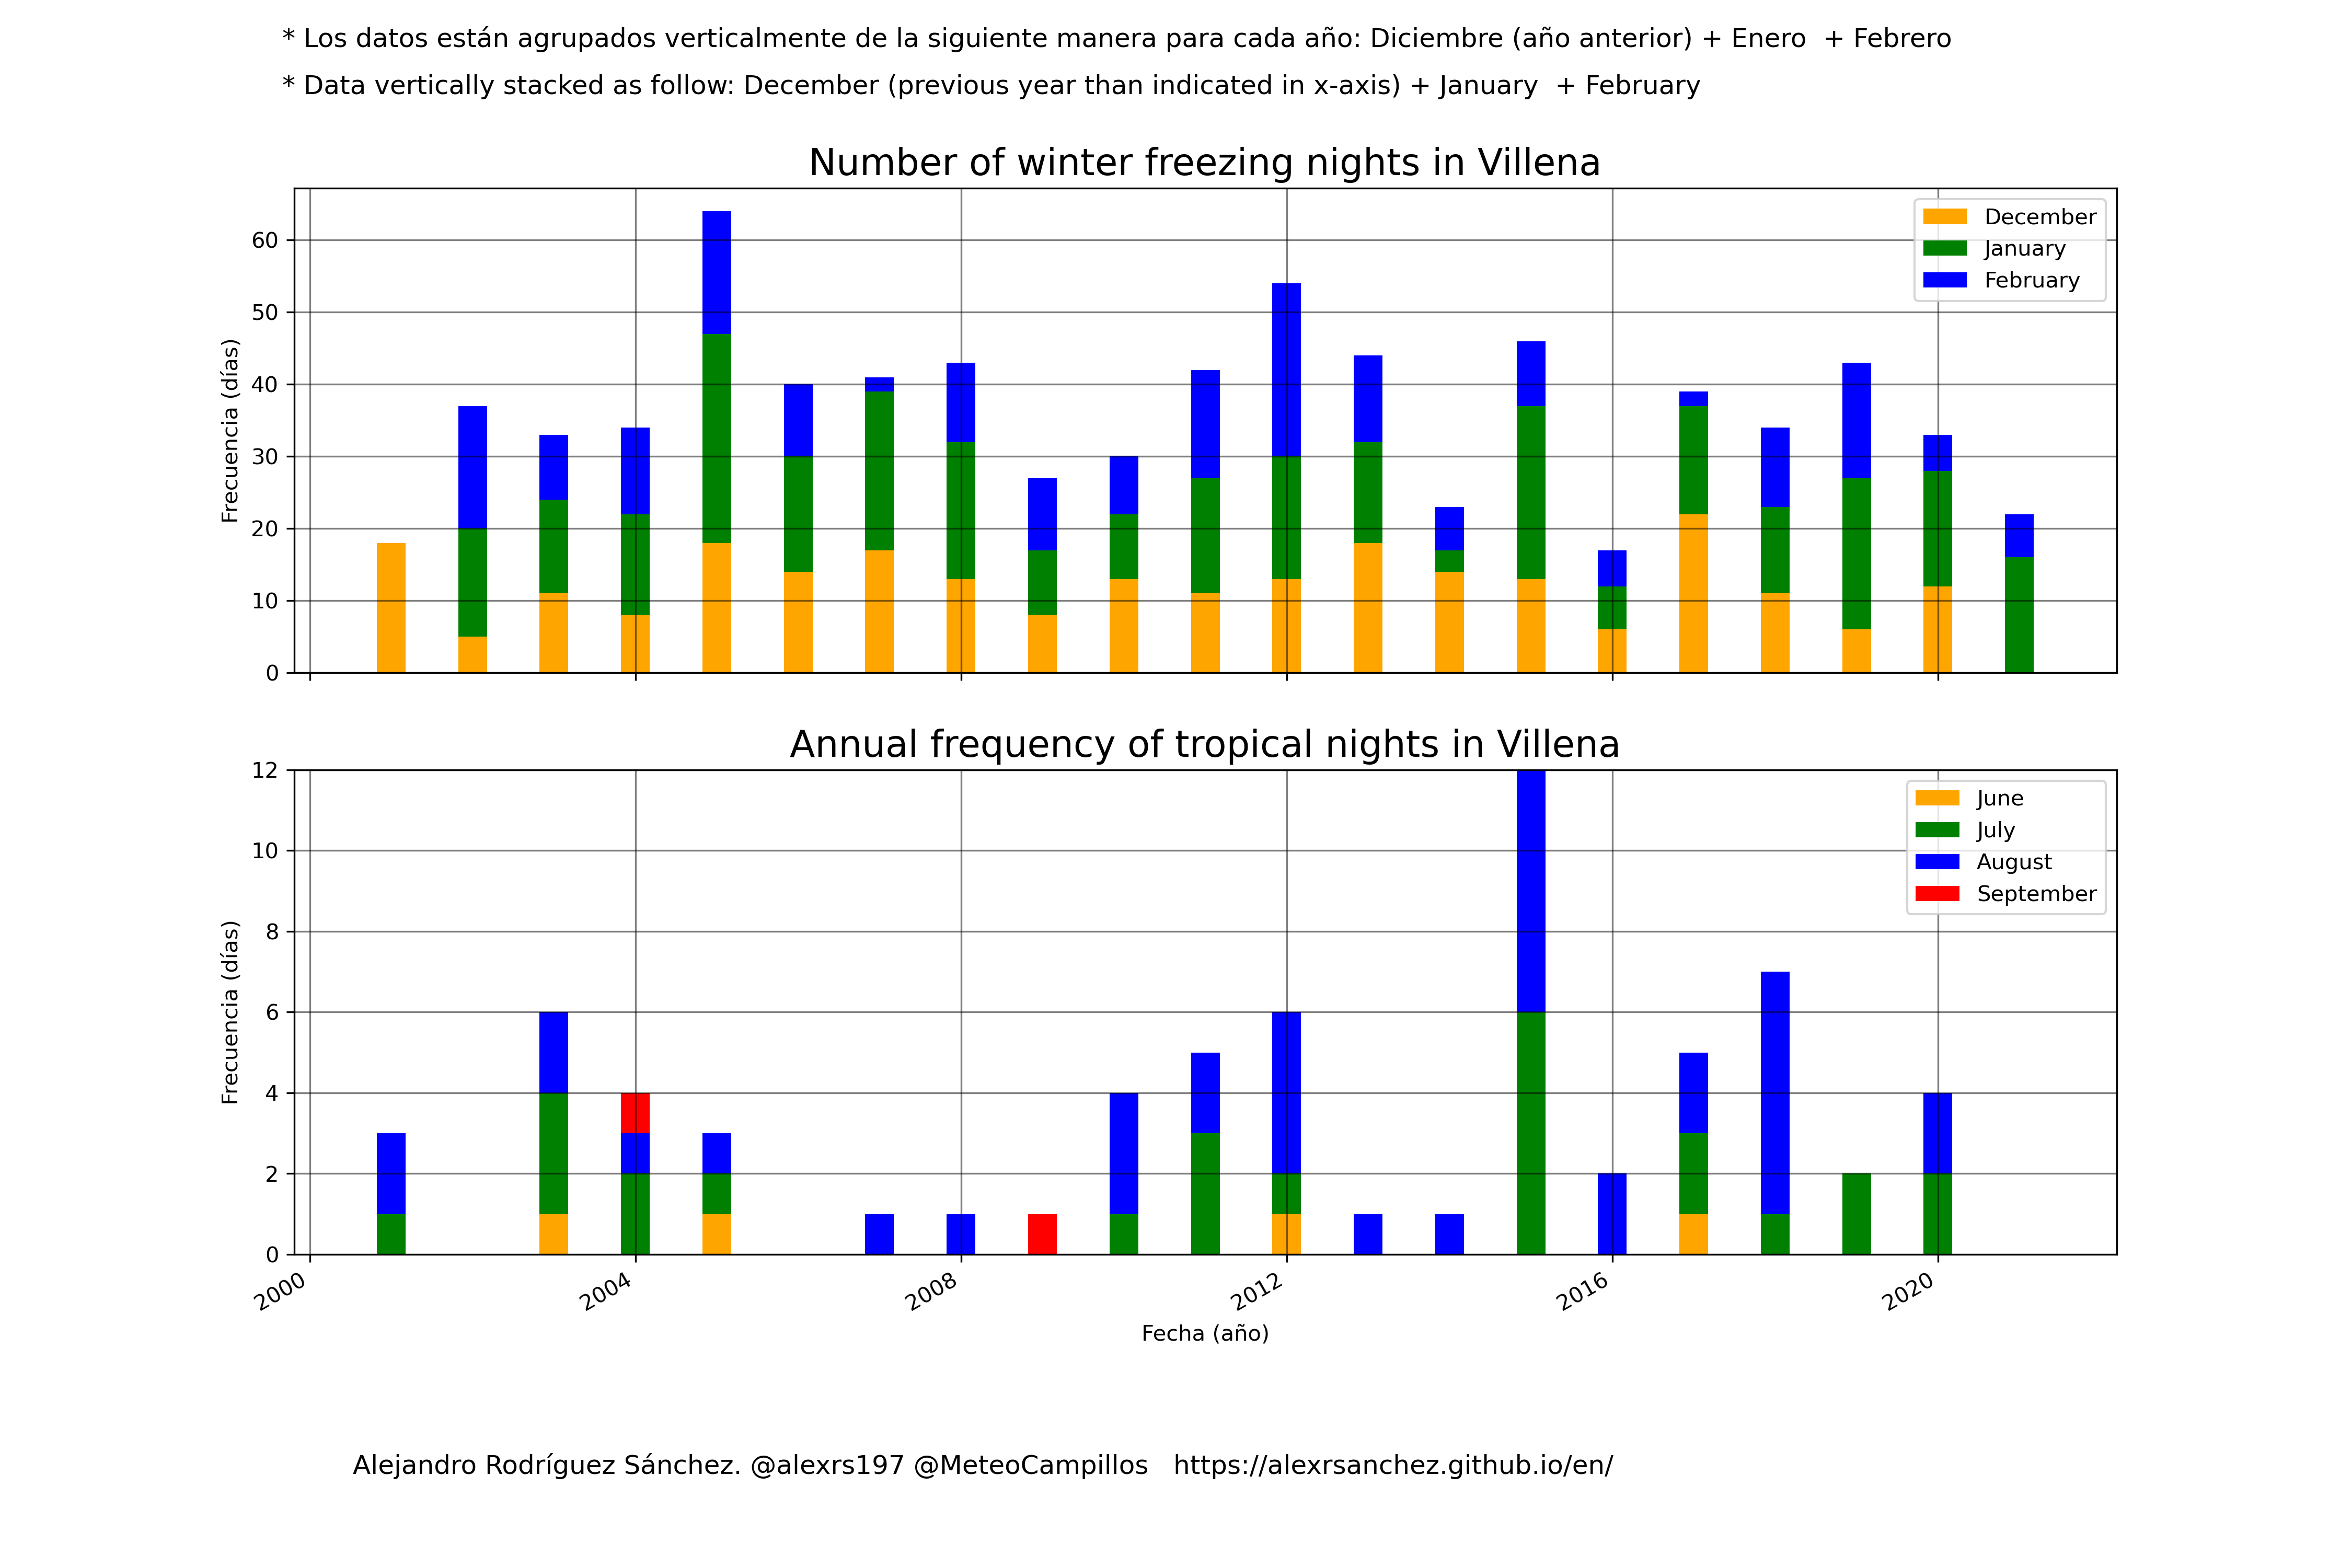 * Los datos están agrupados verticalmente de la siguiente manera para cada año: Diciembre (año anterior) + Enero  + Febrero
* Data vertically stacked as follow: December (previous year than indicated in x-axis) + January  + February
Number of winter freezing nights in Villena
Frecuencia (días)
60
50
40
30
20
10
0
December
January
February
Annual frequency of tropical nights in Villena
Frecuencia (días)
12
10
8
6
4
2
0
June
July
August
September
2000
2004
2008
2012
2016
2020
Fecha (año)
Alejandro Rodríguez Sánchez. @alexrs197 @MeteoCampillos   https://alexrsanchez.github.io/en/